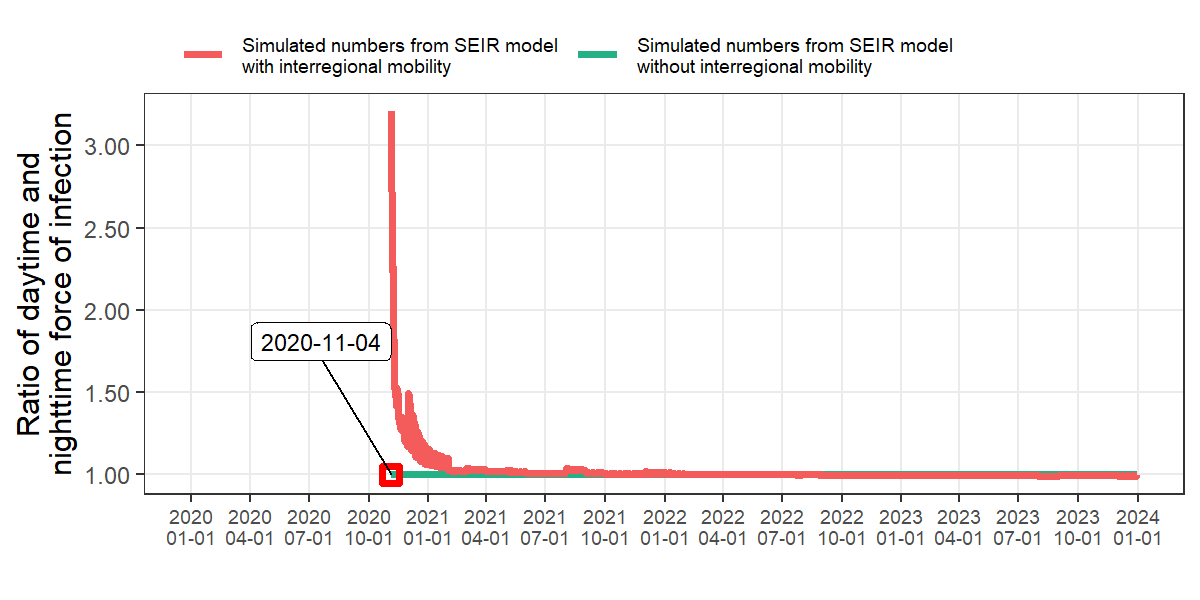 Simulated numbers from SEIR model
with interregional mobility
Simulated numbers from SEIR model
without interregional mobility
Ratio of daytime and
nighttime force of infection
3.00
2.50
2.00
1.50
1.00
2020-11-04
2020 2020 2020 2020 2021 2021 2021 2021 2022 2022 2022 2022 2023 2023 2023 2023 2024
01-01 04-01 07-01 10-01 01-01 04-01 07-01 10-01 01-01 04-01 07-01 10-01 01-01 04-01 07-01 10-01 01-01